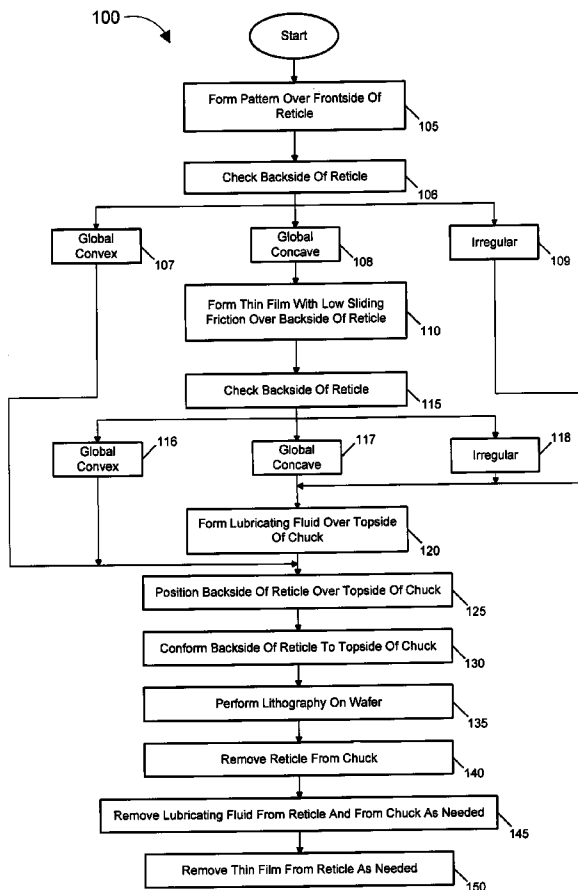 100
Start
Form Pattern Over Frontside Of
Reticle
105
Check Backside Of Reticle
106
Global
Convex
107
Global
Concave
108
Irregular
109
Form Thin Film With Low Sliding
Friction Over Backside Of Reticle
110
Check Backside Of Reticle
115
Global
Convex
116
Global
Concave
117
Irregular
118
Form Lubricating Fluid Over Topside
Of Chuck
120
Position Backside Of Reticle Over Topside Of Chuck
125
Conform Backside Of Reticle To Topside Of Chuck
130
Perform Lithography On Wafer
135
Remove Reticle From Chuck
140
Remove Lubricating Fluid From Reticle And From Chuck As Needed
145
Remove Thin Film From Reticle As Needed
150